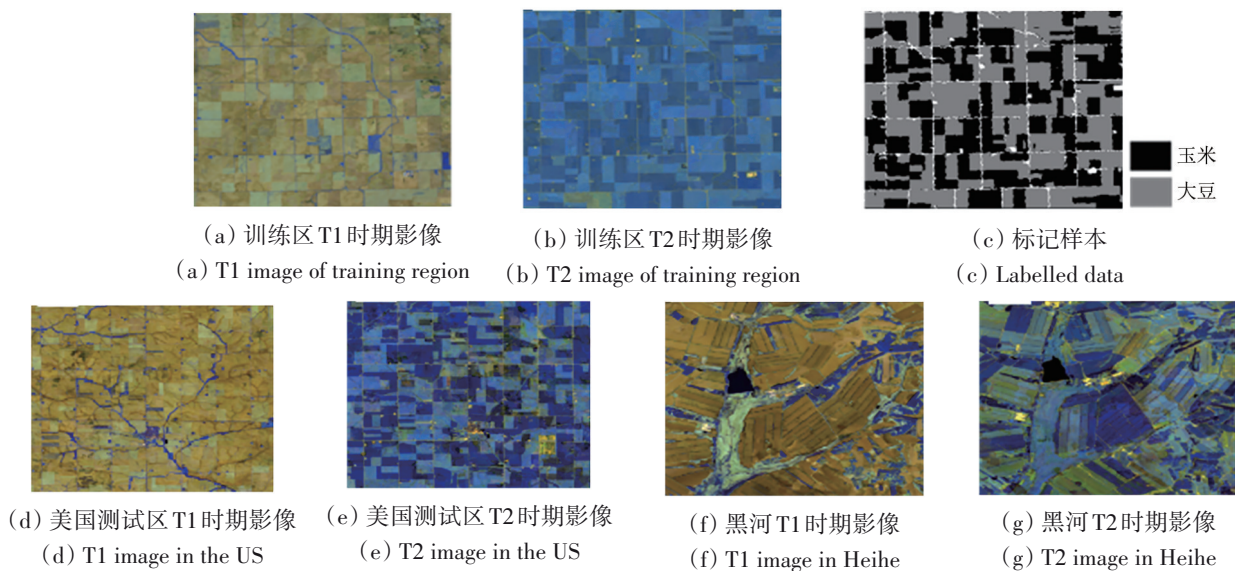 玉米
大豆
(a) 训练区T1时期影像
(a) T1 image of training region
(b) 训练区T2时期影像
(b) T2 image of training region
(c) 标记样本
(c) Labelled data
(d) 美国测试区T1时期影像
(d) T1 image in the US
(e) 美国测试区T2时期影像
(e) T2 image in the US
(f) 黑河T1时期影像
(f) T1 image in Heihe
(g) 黑河T2时期影像
(g) T2 image in Heihe